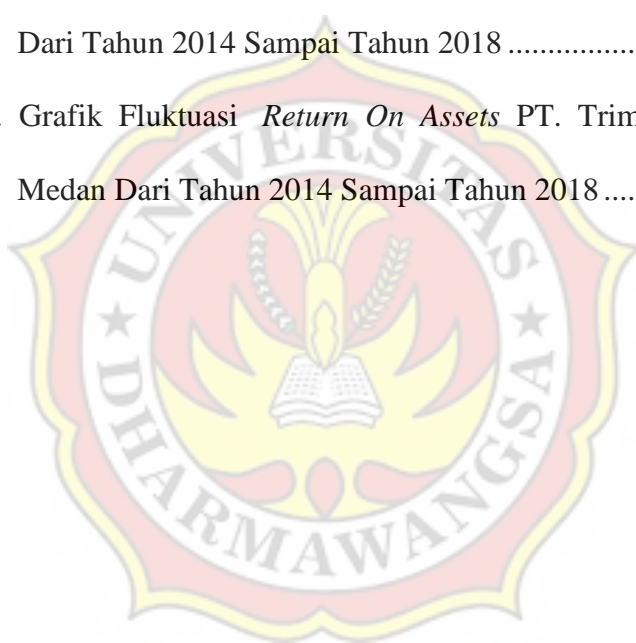 Dari Tahun 2014 Sampai Tahun 2018 ................
. Grafik Fluktuasi Return On Assets PT. Trim
Medan Dari Tahun 2014 Sampai Tahun 2018 .....
UNIVERSITAS
DHARMAWANGSA